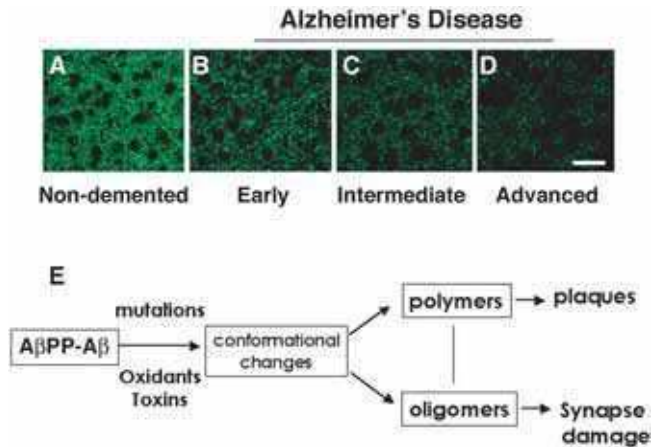 Alzheimer's Disease
A B C D
Non-demented Early Intermediate Advanced
E
mutations
polymers plaques
AβPP-Aβ
conformational
changes
Oxidants
Toxins
oligomers Synapse
damage